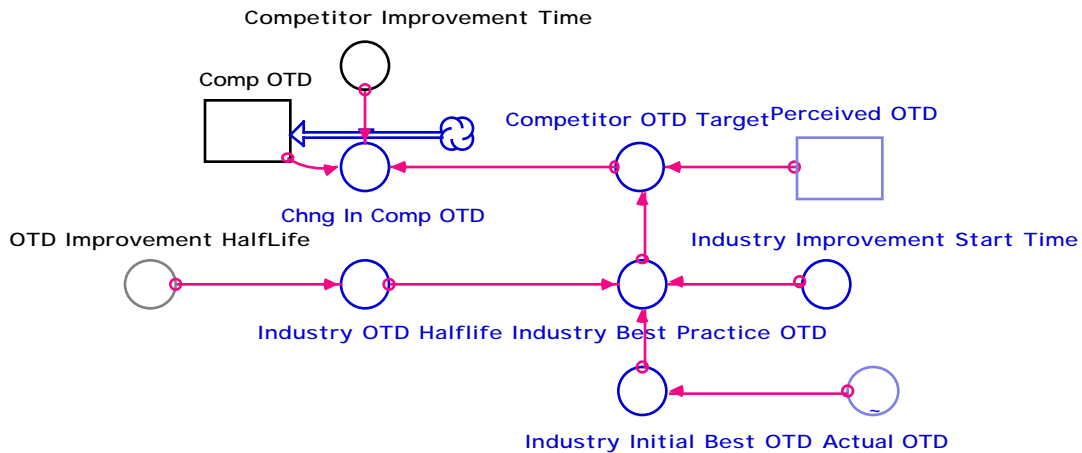 Competitor Improvement Time
Comp OTD
Competitor OTD Target
Perceived OTD
Chng In Comp OTD
OTD Improvement HalfLife
Industry Improvement Start Time
Industry OTD Halflife
Industry Best Practice OTD
~
Industry Initial Best OTD
Actual OTD